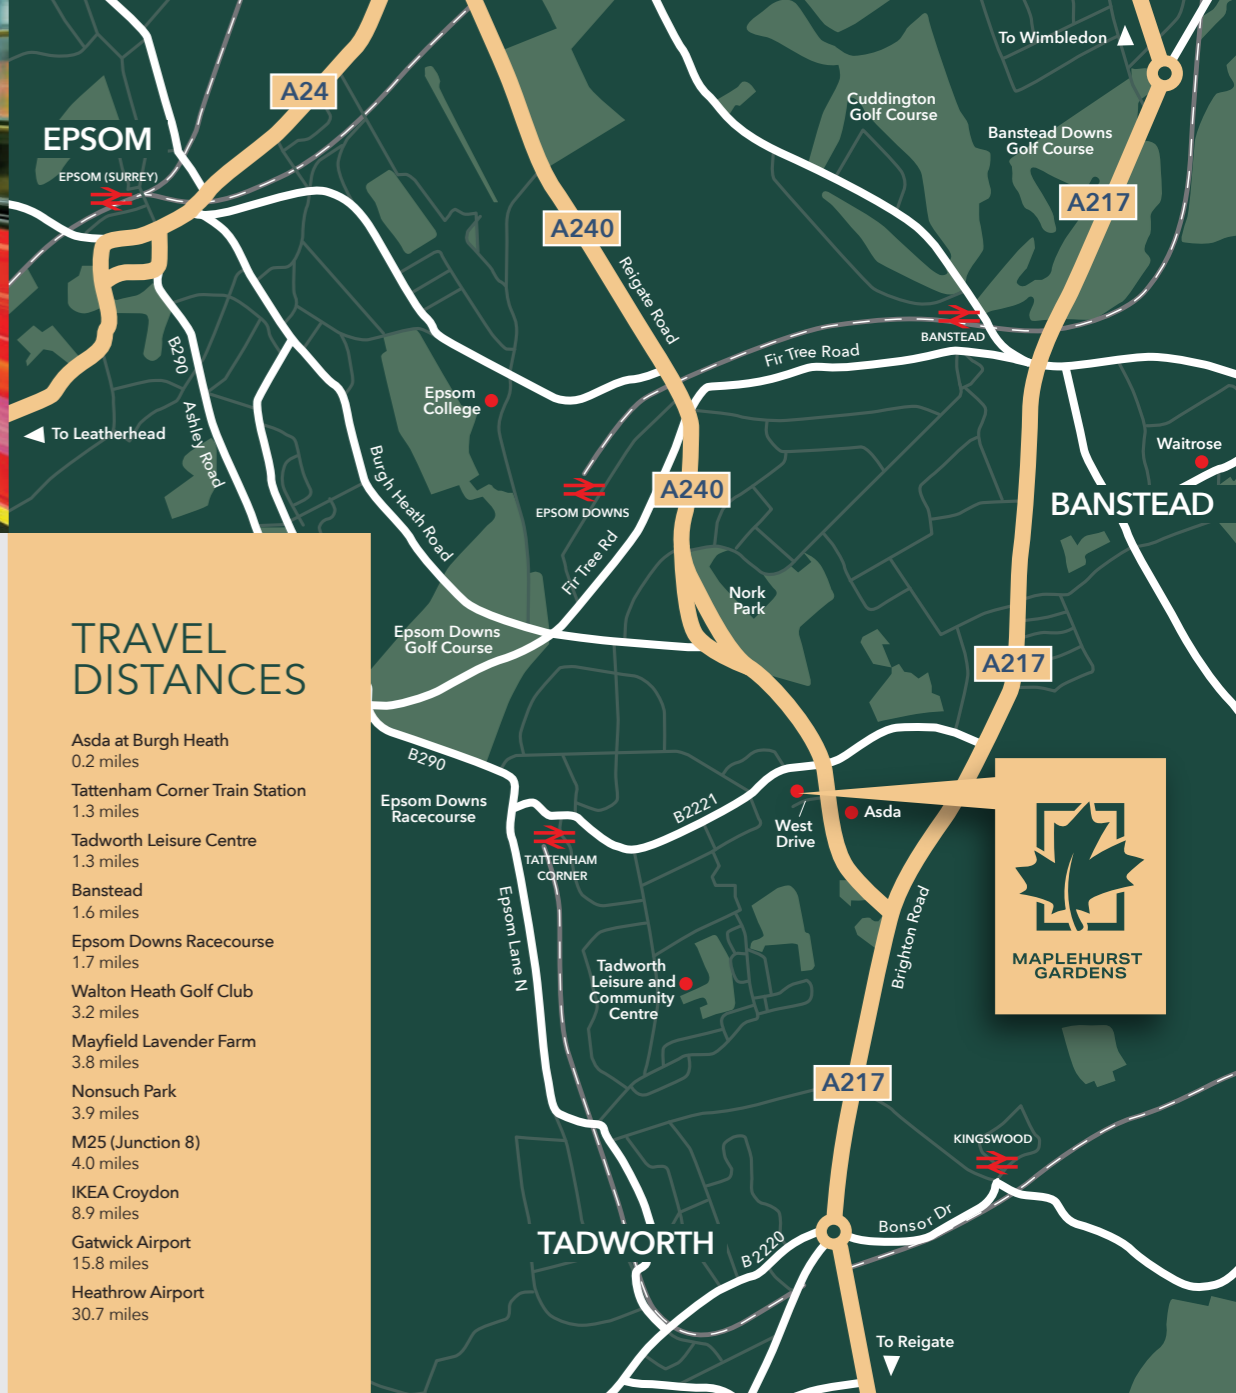 To Wimbledon
A24
Cuddington
Golf Course
Banstead Downs
Golf Course
EPSOM
EPSOM (SURREY)
A217
A240
Reigate Road
BANSTEAD
Fir Tree Road
B290
Epsom
College
To Leatherhead
Ashley Road
Waitrose
Burgh Heath Road
A240
BANSTEAD
EPSOM DOWNS
Fir Tree Rd
Nork
Park
Epsom Downs
Golf Course
A217
B290
Epsom Downs
Racecourse
B2221
West
Drive
Asda
TATTENHAM
CORNER
Epsom Lane N
Brighton Road
MAPLEHURST
GARDENS
Tadworth
Leisure and
Community
Centre
A217
KINGSWOOD
Bonsor Dr
TADWORTH
B2220
To Reigate
TRAVEL
DISTANCES
Asda at Burgh Heath
0.2 miles
Tattenham Corner Train Station
1.3 miles
Tadworth Leisure Centre
1.3 miles
Banstead
1.6 miles
Epsom Downs Racecourse
1.7 miles
Walton Heath Golf Club
3.2 miles
Mayfield Lavender Farm
3.8 miles
Nonsuch Park
3.9 miles
M25 (Junction 8)
4.0 miles
IKEA Croydon
8.9 miles
Gatwick Airport
15.8 miles
Heathrow Airport
30.7 miles